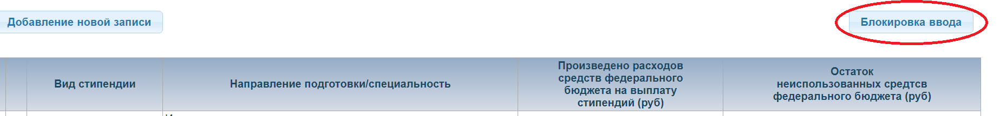 Добавление новой записи
Блокировка ввода
Вид стипендии
Направление подготовки/специальность
Произведено расходов
средств федерального
бюджета на выплату
стипендий (руб)
Остаток
неиспользованных средтсв
федерального бюджета (руб)